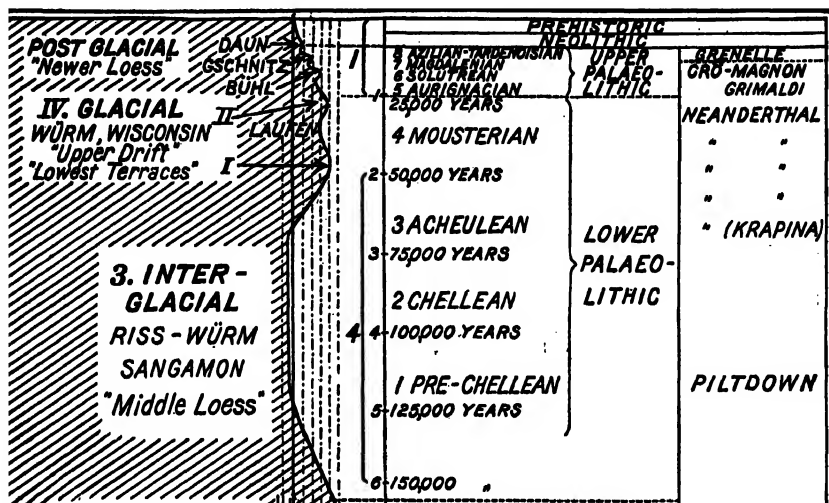 PREHISTORIC
NEOLITHIC
POST GLACIAL
"Newer Loess"
DAUN
GSCHNITZ
BÜHL
IV. GLACIAL
WÜRM, WISCONSIN
"Upper Drift"
"Lowest Terraces"
II
LAUFEN
I
3. INTER-
GLACIAL
RISS-WÜRM
SANGAMON
"Middle Loess"
1
4
8 AZILIAN-TARDENOISIAN
7 MAGDALENIAN
6 SOLUTREAN
5 AURIGNACIAN
1-25,000 YEARS
4 MOUSTERIAN
2-50,000 YEARS
3 ACHEULEAN
3-75,000 YEARS
2 CHELLEAN
4-100,000 YEARS
1 PRE-CHELLEAN
5-125,000 YEARS
6-150,000 "
UPPER
PALAEO-
LITHIC
LOWER
PALAEO-
LITHIC
GRENELLE
CRO-MAGNON
GRIMALDI
NEANDERTHAL
" "
" "
" "
" (KRAPINA)
PILTDOWN